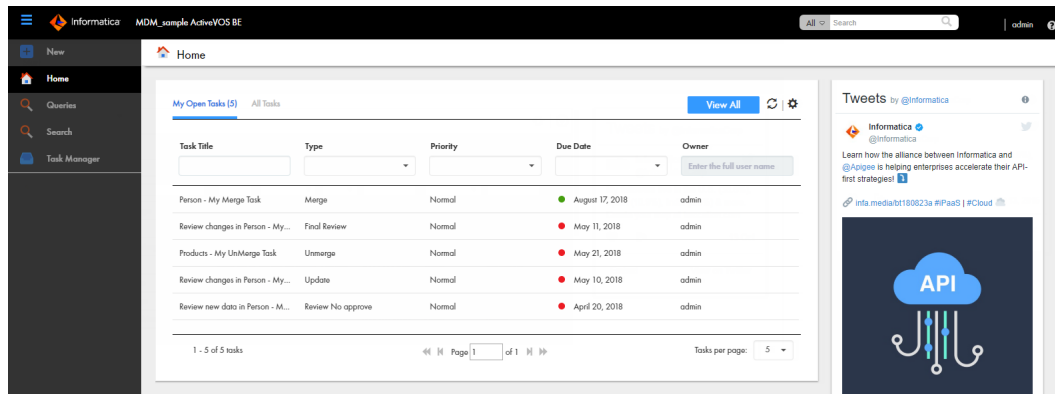 Informatica MDM_sample ActiveVOS BE All Search admin
New
Home
Queries
Search
Task Manager
Home
My Open Tasks (5) All Tasks View All
Task Title Type Priority Due Date Owner
Enter the full user name
Person - My Merge Task Merge Normal August 17, 2018 admin
Review changes in Person - My... Final Review Normal May 11, 2018 admin
Products - My UnMerge Task Unmerge Normal May 21, 2018 admin
Review changes in Person - My... Update Normal May 10, 2018 admin
Review new data in Person - M... Review No approve Normal April 20, 2018 admin
1 - 5 of 5 tasks Page 1 of 1 Tasks per page: 5
Tweets by @Informatica
Informatica
@Informatica
Learn how the alliance between Informatica and
@Apigee is helping enterprises accelerate their API-
first strategies!
infa.media/bt180823a #iPaaS | #Cloud
API